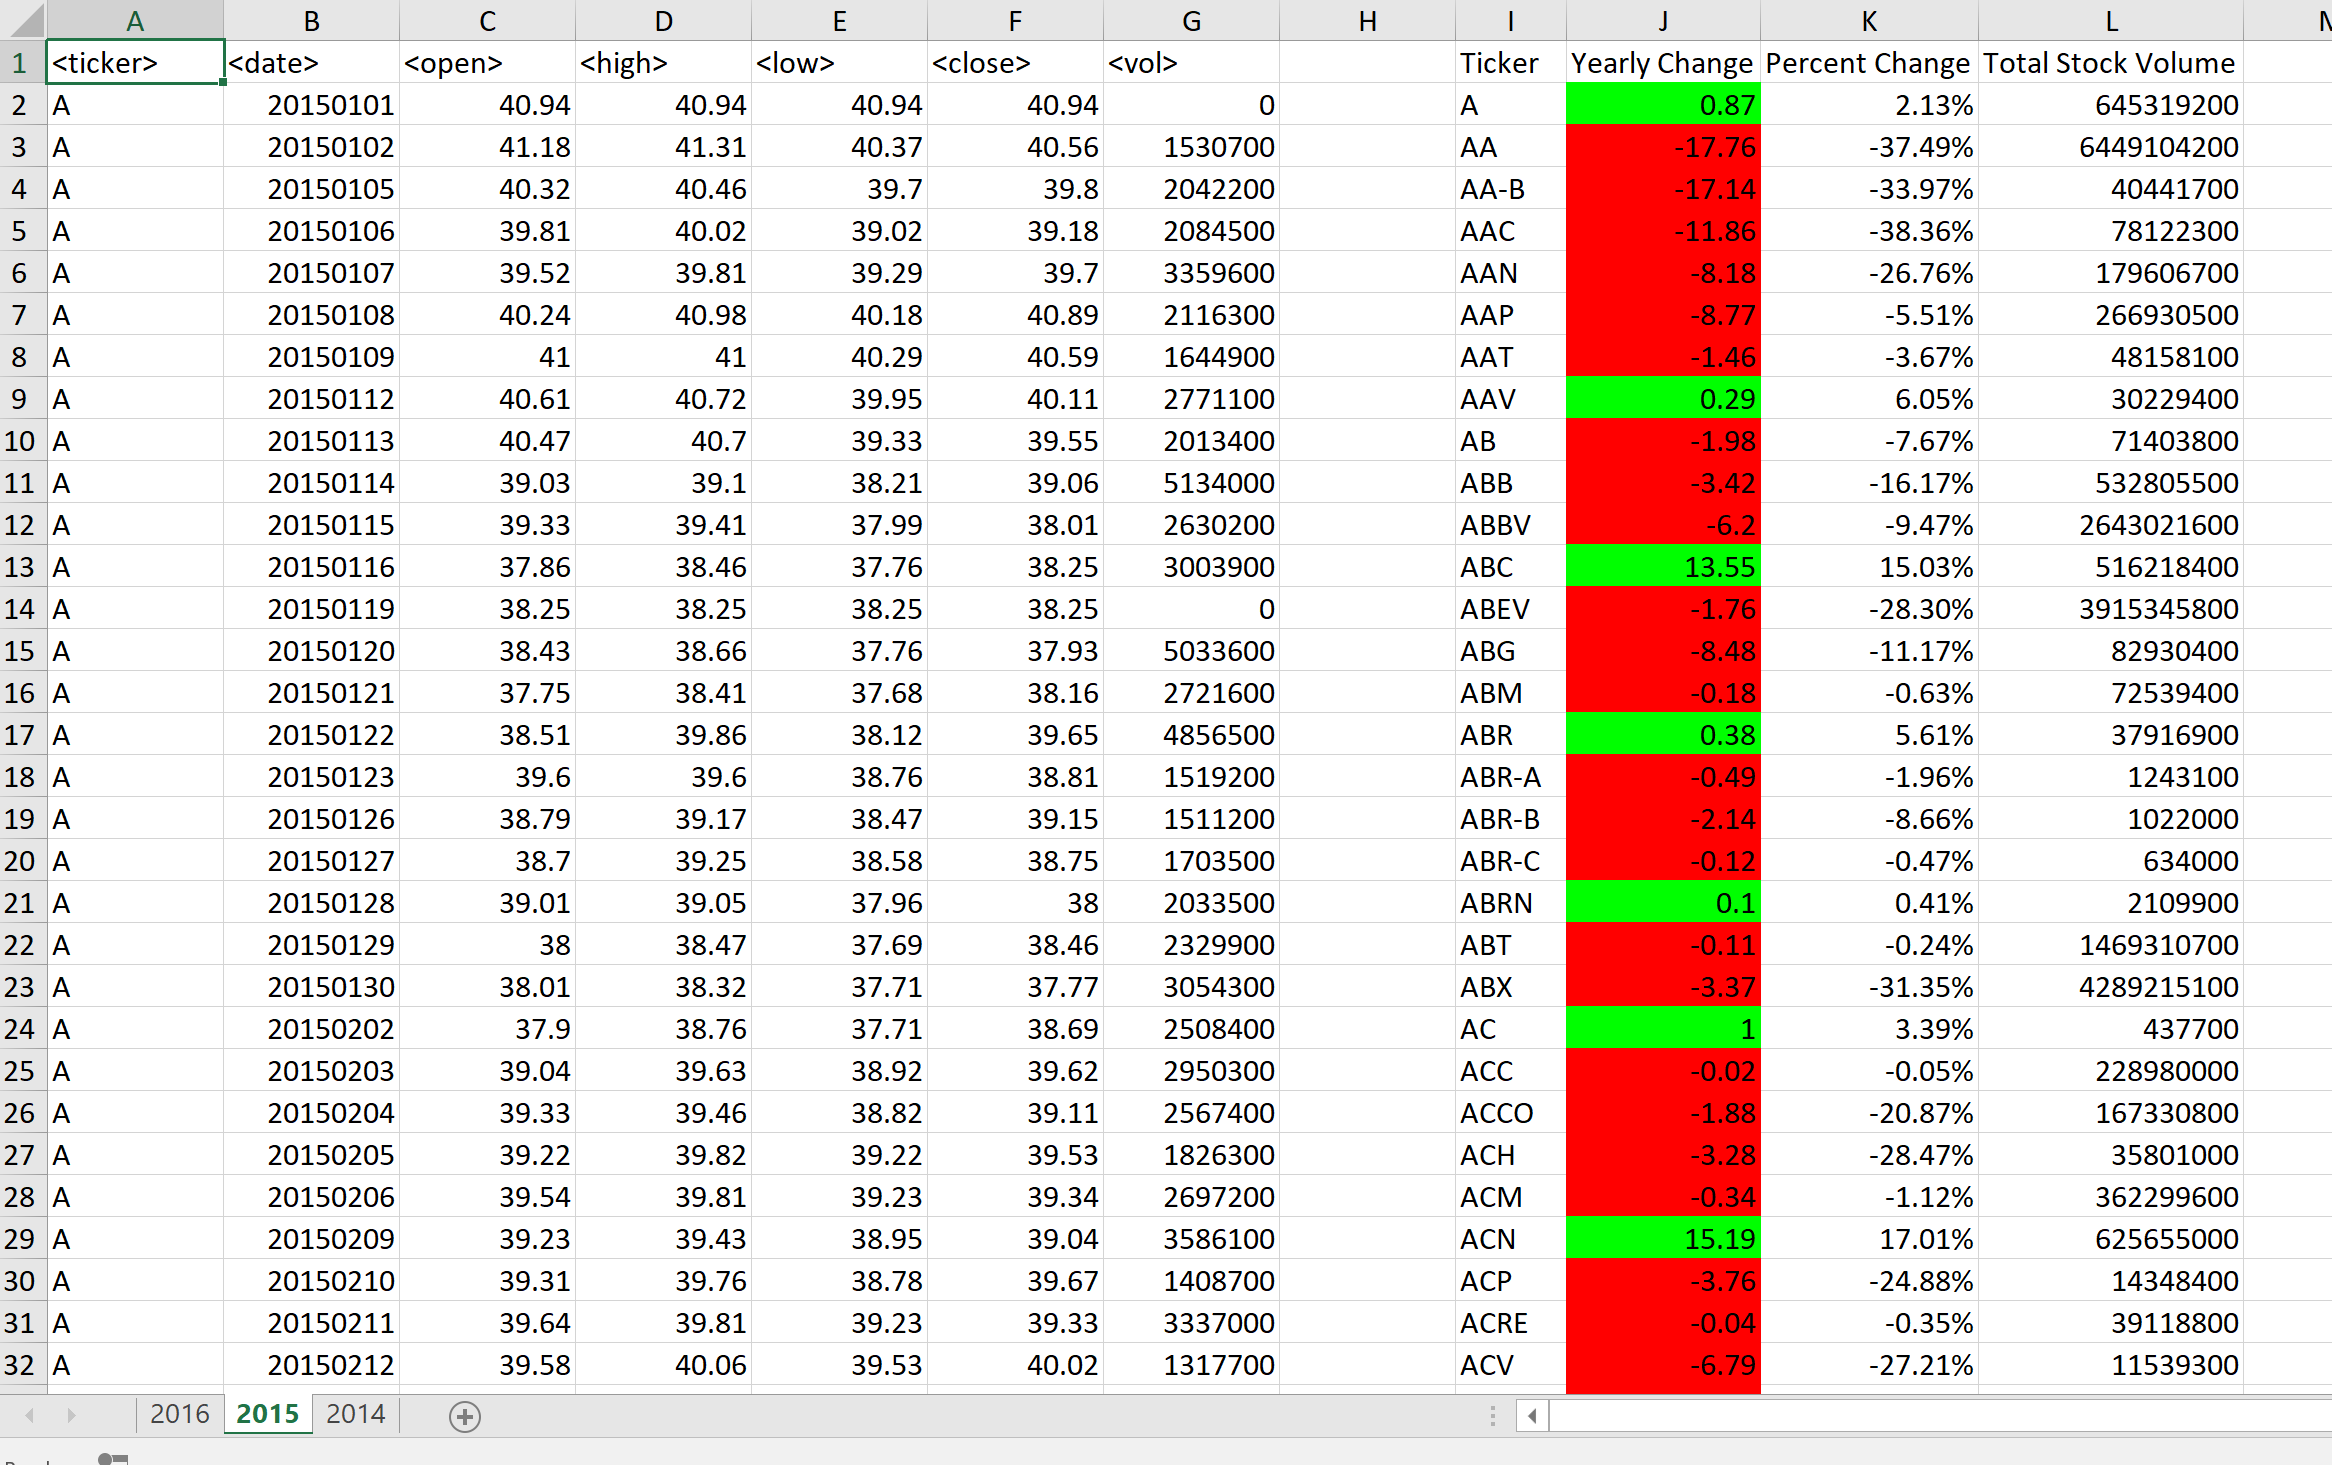 A B C D E F G H I J K L
1 <ticker> <date> <open> <high> <low> <close> <vol> Ticker Yearly Change Percent Change Total Stock Volume
2 A 20150101 40.94 40.94 40.94 40.94 0 A 0.87 2.13% 645319200
3 A 20150102 41.18 41.31 40.37 40.56 1530700 AA -17.76 -37.49% 6449104200
4 A 20150105 40.32 40.46 39.7 39.8 2042200 AA-B -17.14 -33.97% 40441700
5 A 20150106 39.81 40.02 39.02 39.18 2084500 AAC -11.86 -38.36% 78122300
6 A 20150107 39.52 39.81 39.29 39.7 3359600 AAN -8.18 -26.76% 179606700
7 A 20150108 40.24 40.98 40.18 40.89 2116300 AAP -8.77 -5.51% 266930500
8 A 20150109 41 41 40.29 40.59 1644900 AAT -1.46 -3.67% 48158100
9 A 20150112 40.61 40.72 39.95 40.11 2771100 AAV 0.29 6.05% 30229400
10 A 20150113 40.47 40.7 39.33 39.55 2013400 AB -1.98 -7.67% 71403800
11 A 20150114 39.03 39.1 38.21 39.06 5134000 ABB -3.42 -16.17% 532805500
12 A 20150115 39.33 39.41 37.99 38.01 2630200 ABBV -6.2 -9.47% 2643021600
13 A 20150116 37.86 38.46 37.76 38.25 3003900 ABC 13.55 15.03% 516218400
14 A 20150119 38.25 38.25 38.25 38.25 0 ABEV -1.76 -28.30% 3915345800
15 A 20150120 38.43 38.66 37.76 37.93 5033600 ABG -8.48 -11.17% 82930400
16 A 20150121 37.75 38.41 37.68 38.16 2721600 ABM -0.18 -0.63% 72539400
17 A 20150122 38.51 39.86 38.12 39.65 4856500 ABR 0.38 5.61% 37916900
18 A 20150123 39.6 39.6 38.76 38.81 1519200 ABR-A -0.49 -1.96% 1243100
19 A 20150126 38.79 39.17 38.47 39.15 1511200 ABR-B -2.14 -8.66% 1022000
20 A 20150127 38.7 39.25 38.58 38.75 1703500 ABR-C -0.12 -0.47% 634000
21 A 20150128 39.01 39.05 37.96 38 2033500 ABRN 0.1 0.41% 2109900
22 A 20150129 38 38.47 37.69 38.46 2329900 ABT -0.11 -0.24% 1469310700
23 A 20150130 38.01 38.32 37.71 37.77 3054300 ABX -3.37 -31.35% 4289215100
24 A 20150202 37.9 38.76 37.71 38.69 2508400 AC 1 3.39% 437700
25 A 20150203 39.04 39.63 38.92 39.62 2950300 ACC -0.02 -0.05% 228980000
26 A 20150204 39.33 39.46 38.82 39.11 2567400 ACCO -1.88 -20.87% 167330800
27 A 20150205 39.22 39.82 39.22 39.53 1826300 ACH -3.28 -28.47% 35801000
28 A 20150206 39.54 39.81 39.23 39.34 2697200 ACM -0.34 -1.12% 362299600
29 A 20150209 39.23 39.43 38.95 39.04 3586100 ACN 15.19 17.01% 625655000
30 A 20150210 39.31 39.76 38.78 39.67 1408700 ACP -3.76 -24.88% 14348400
31 A 20150211 39.64 39.81 39.23 39.33 3337000 ACRE -0.04 -0.35% 39118800
32 A 20150212 39.58 40.06 39.53 40.02 1317700 ACV -6.79 -27.21% 11539300
2016 2015 2014